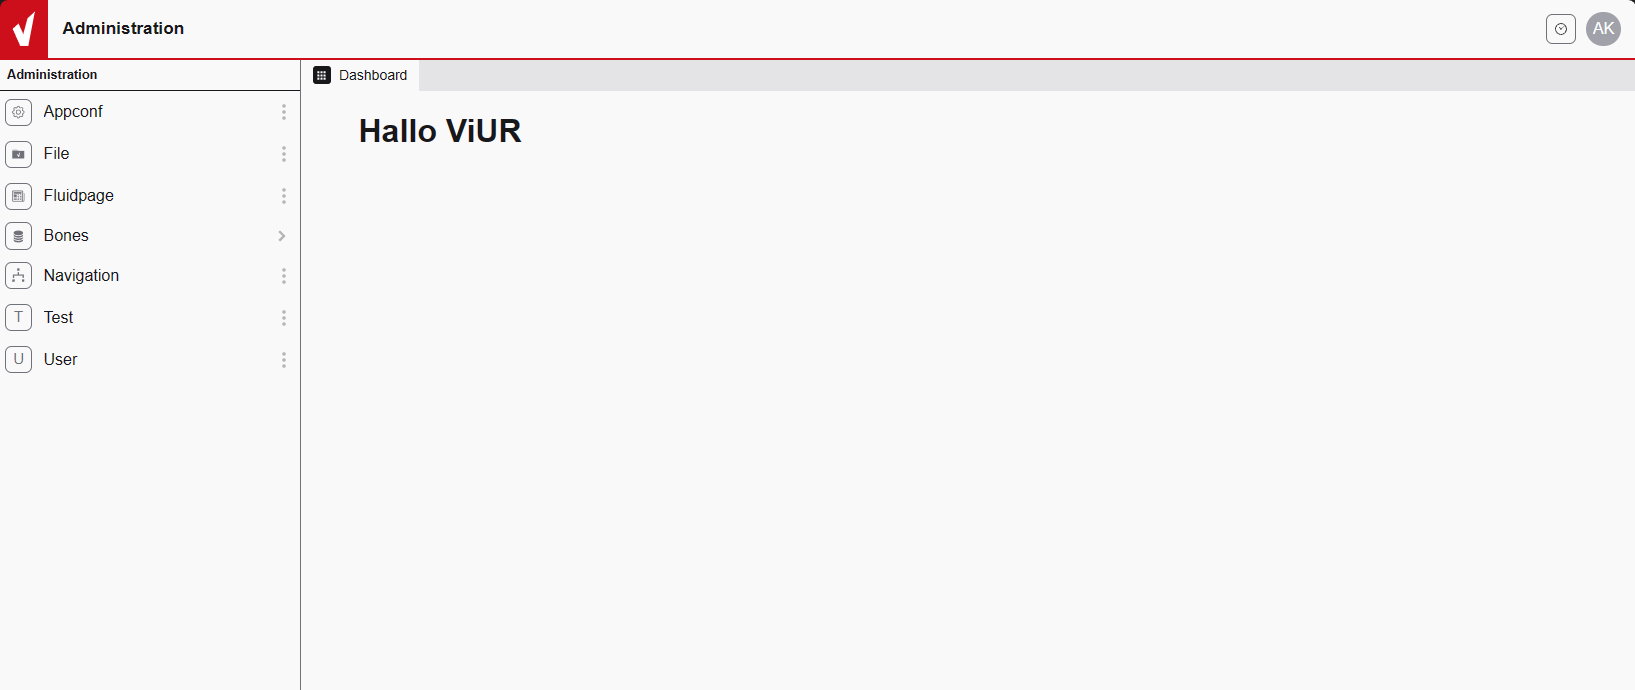 Administration
AK
Administration
Dashboard
Appconf
File
Fluidpage
Bones
Navigation
T Test
U User
Hallo ViUR